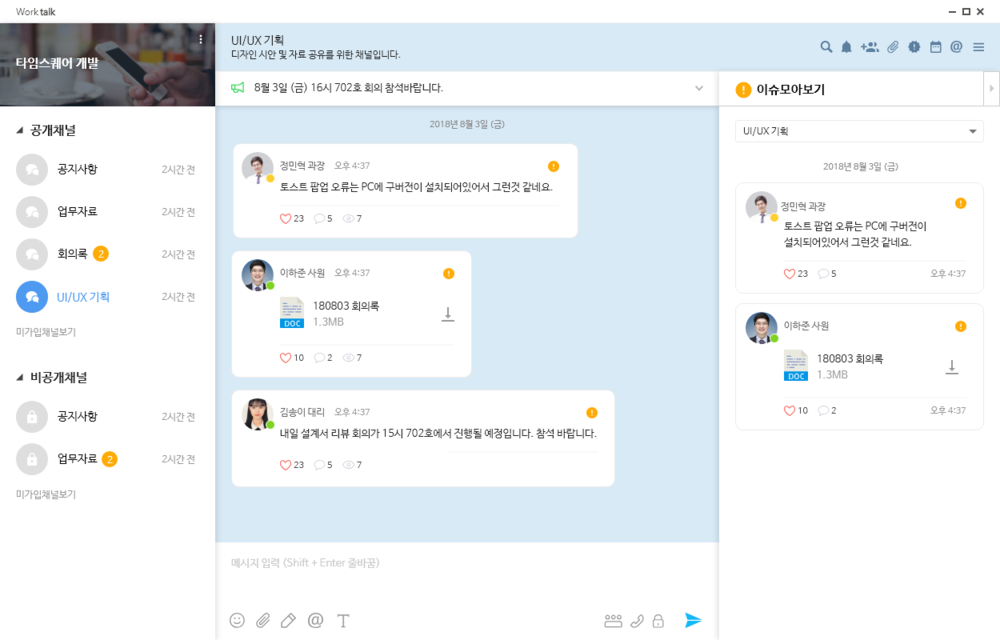 Work talk
타임스퀘어 개발
공개채널
공지사항 2시간 전
업무자료 2시간 전
회의록 2 2시간 전
UI/UX 기획 2시간 전
미가입채널보기
비공개채널
공지사항 2시간 전
업무자료 2 2시간 전
미가입채널보기
UI/UX 기획
디자인 시안 및 자료 공유를 위한 채널입니다.
8월 3일 (금) 16시 702호 회의 참석바랍니다.
2018년 8월 3일 (금)
정민혁 과장 오후 4:37
토스트 팝업 오류는 PC에 구버전이 설치되어있어서 그런것 같네요.
23 5 7
이하준 사원 오후 4:37
180803 회의록
1.3MB
DOC
10 2 7
김송이 대리 오후 4:37
내일 설계서 리뷰 회의가 15시 702호에서 진행될 예정입니다. 참석 바랍니다.
23 5 7
메시지 입력 (Shift + Enter 줄바꿈)
이슈모아보기
UI/UX 기획
2018년 8월 3일 (금)
정민혁 과장
토스트 팝업 오류는 PC에 구버전이
설치되어있어서 그런것 같네요.
23 5 오후 4:37
이하준 사원
180803 회의록
1.3MB
DOC
10 2 오후 4:37